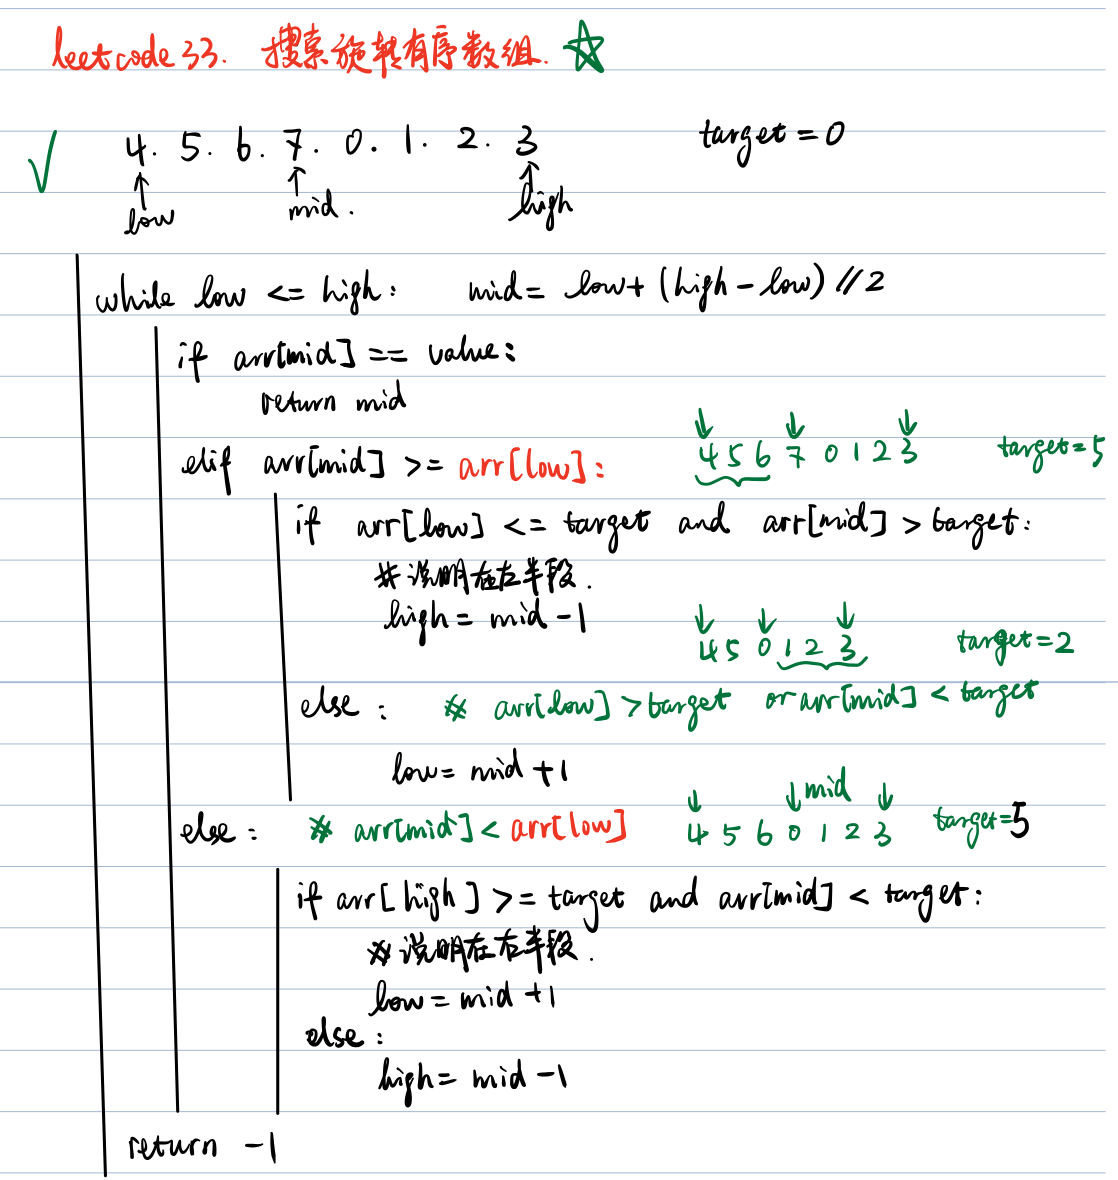 leetcode 33. 搜索旋转有序数组.
4. 5. 6. 7. 0. 1. 2. 3 target = 0
low mid. high
while low <= high: mid = low + (high - low) // 2
if arr[mid] == value:
return mid
elif arr[mid] >= arr[low]: 4 5 6 7 0 1 2 3 target=5
if arr[low] <= target and arr[mid] > target:
# 说明在左半段.
high = mid - 1
4 5 0 1 2 3 target=2
else: # arr[low] > target or arr[mid] < target
low = mid + 1
mid
else: # arr[mid] < arr[low] 4 5 6 0 1 2 3 target=5
if arr[high] >= target and arr[mid] < target:
# 说明在右半段.
low = mid + 1
else:
high = mid - 1
return -1